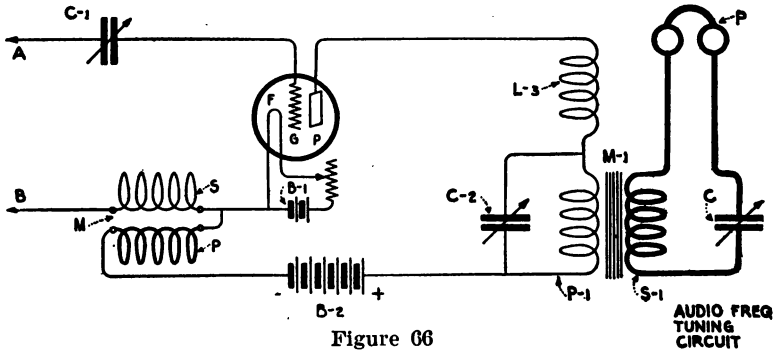 C-1
P
A
L-3
F
G
P
M-1
B
S
B-1
C-2
C
M
P
P-1
S-1
- +
B-2
AUDIO FREQ
TUNING
CIRCUIT
Figure 66